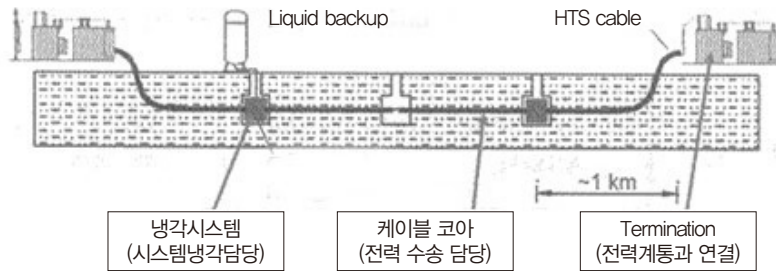 Liquid backup
HTS cable
~1 km
냉각시스템
(시스템냉각담당)
케이블 코아
(전력 수송 담당)
Termination
(전력계통과 연결)